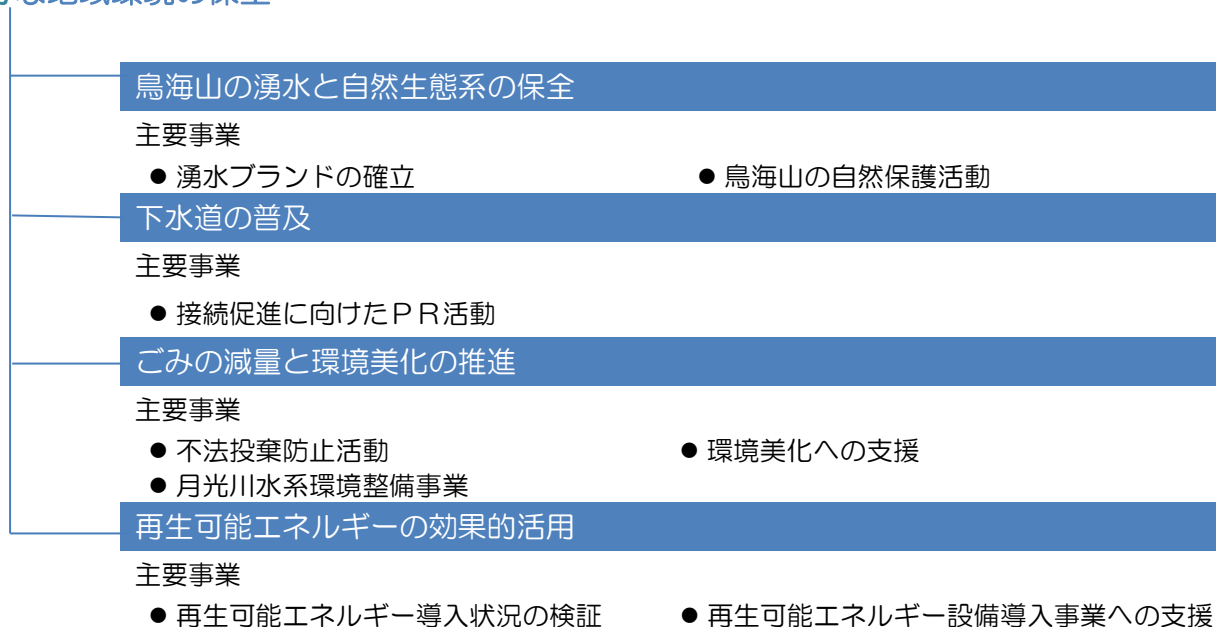 な地域環境の保全
鳥海山の湧水と自然生態系の保全
主要事業
● 湧水ブランドの確立 ● 鳥海山の自然保護活動
下水道の普及
主要事業
● 接続促進に向けたＰＲ活動
ごみの減量と環境美化の推進
主要事業
● 不法投棄防止活動 ● 環境美化への支援
● 月光川水系環境整備事業
再生可能エネルギーの効果的活用
主要事業
● 再生可能エネルギー導入状況の検証 ● 再生可能エネルギー設備導入事業への支援